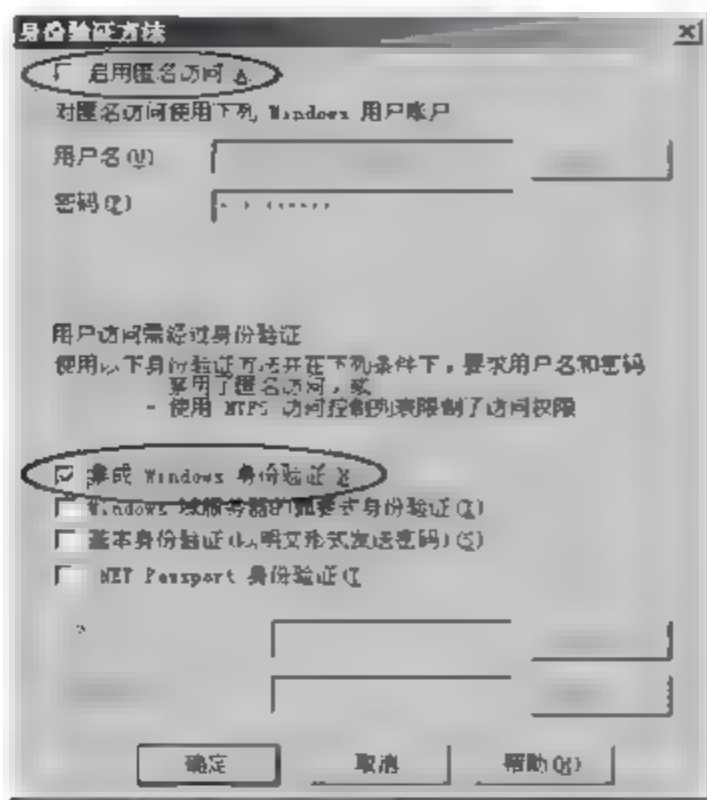 身份验证方法
启用匿名访问 A
对匿名访问使用下列 Windows 用户账户
用户名(U)
密码(P)
用户访问需经过身份验证
使用以下身份验证方法并在下列条件下，要求用户名和密码
禁用了匿名访问，或
- 使用 NTFS 访问控制列表限制了访问权限
集成 Windows 身份验证 N
Windows 域服务器的摘要式身份验证(T)
基本身份验证(以明文形式发送密码)(S)
NET Passport 身份验证(T
确定
取消
帮助(H)